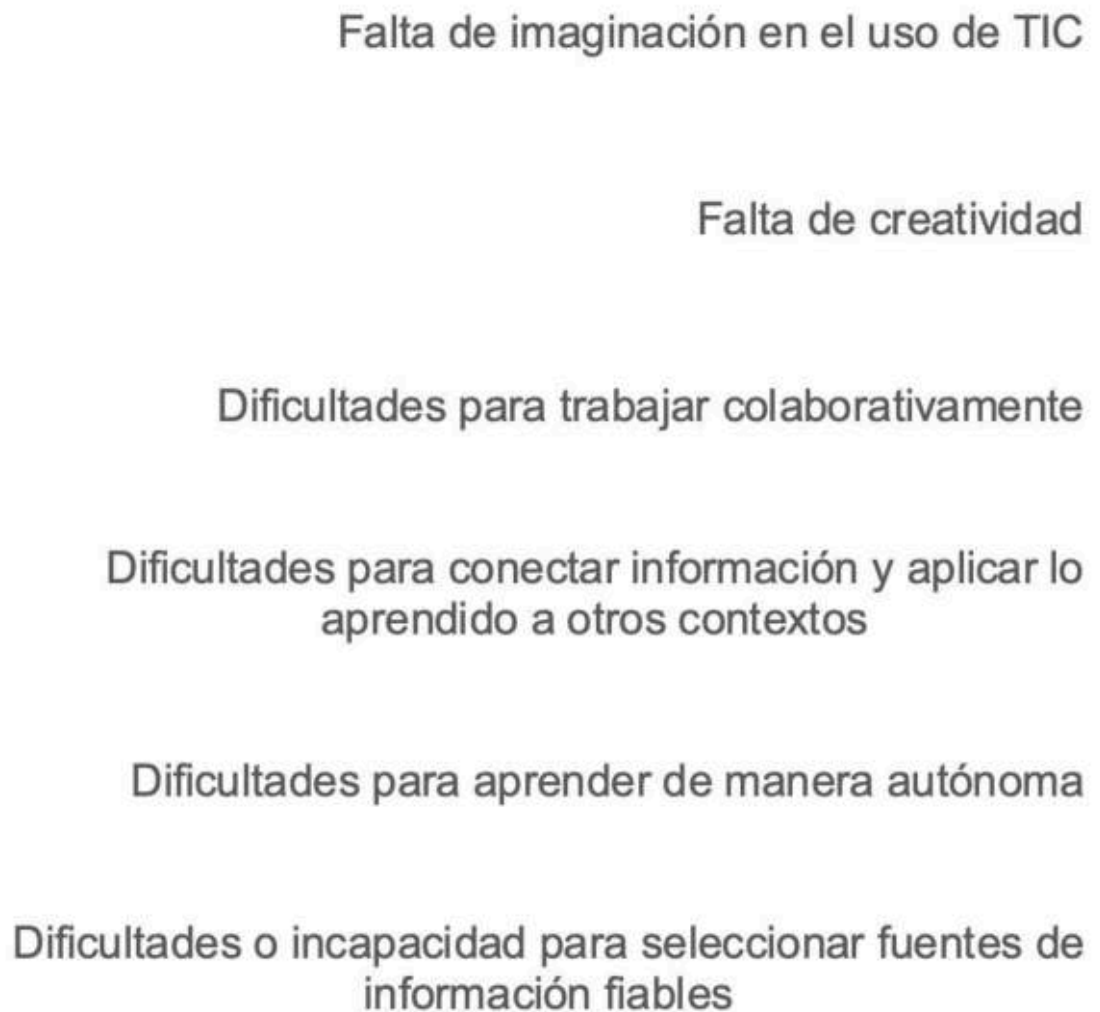 Falta de imaginación en el uso de TIC
Falta de creatividad
Dificultades para trabajar colaborativamente
Dificultades para conectar información y aplicar lo
aprendido a otros contextos
Dificultades para aprender de manera autónoma
Dificultades o incapacidad para seleccionar fuentes de
información fiables